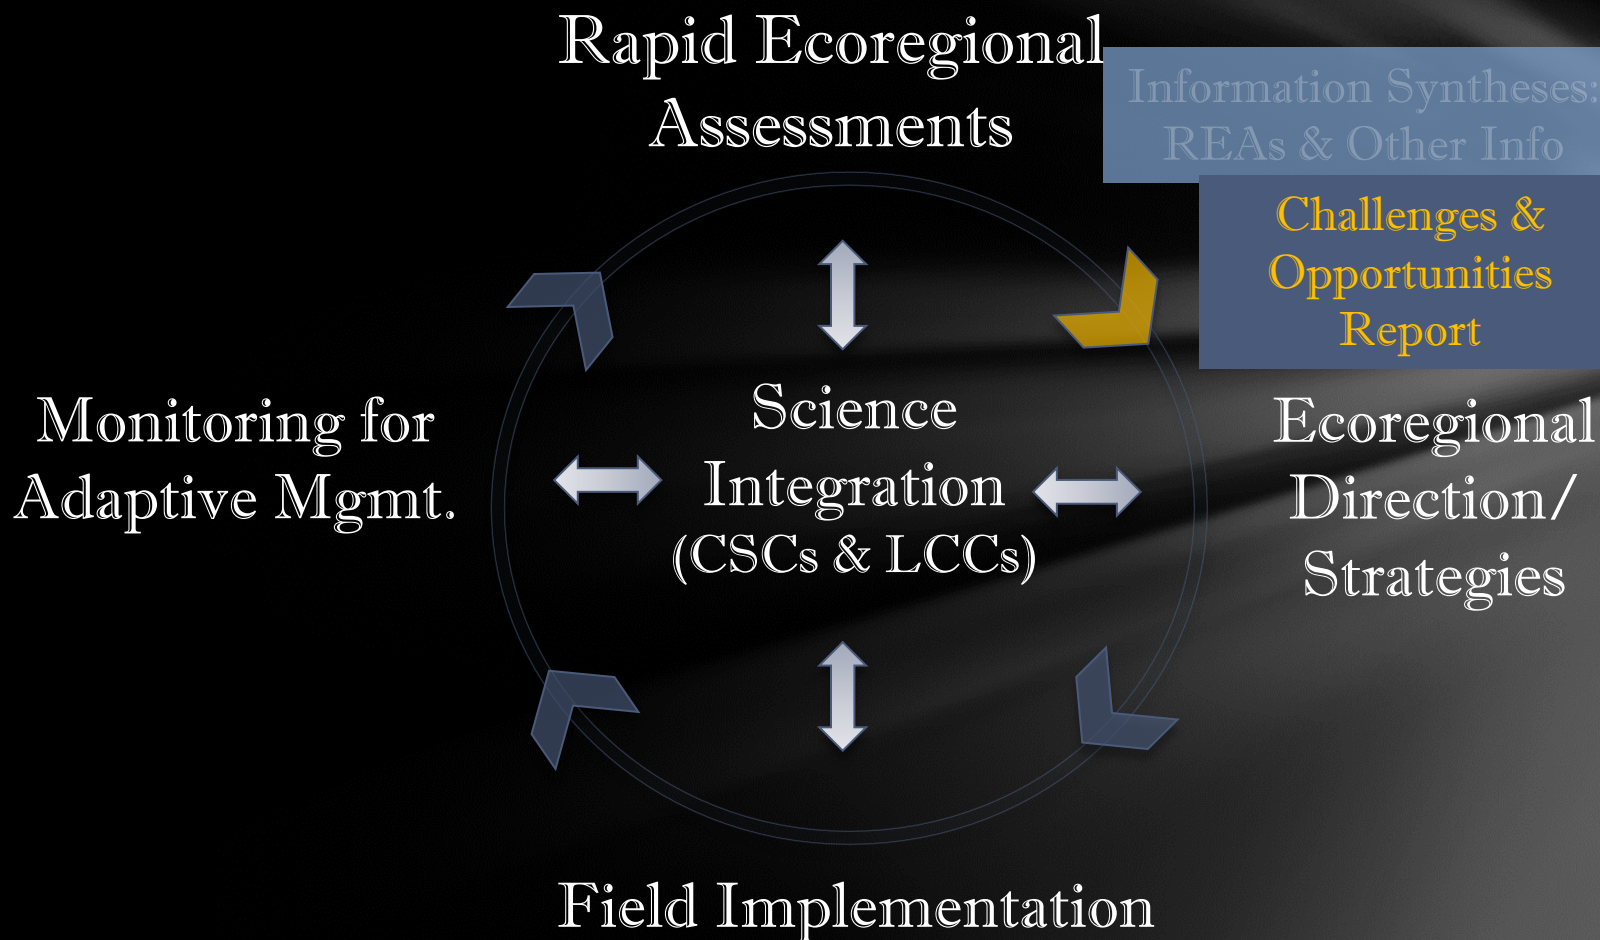 Rapid Ecoregional
Assessments
Information Syntheses:
REAs & Other Info
Challenges &
Opportunities
Report
Monitoring for
Adaptive Mgmt.
Science
Integration
(CSCs & LCCs)
Ecoregional
Direction/
Strategies
Field Implementation